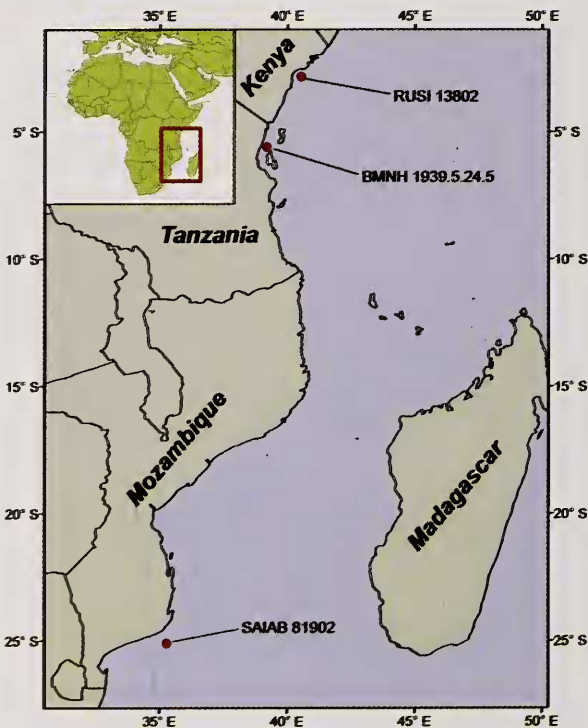 35° E 40° E 45° E 50° E
Kenya
RUSI 13802
5° S 5° S
BMNH 1939.5.24.5
Tanzania
10° S 10° S
15° S 15° S
Mozambique
Madagascar
20° S 20° S
SAIAB 81902
25° S 25° S
35° E 40° E 45° E 50° E